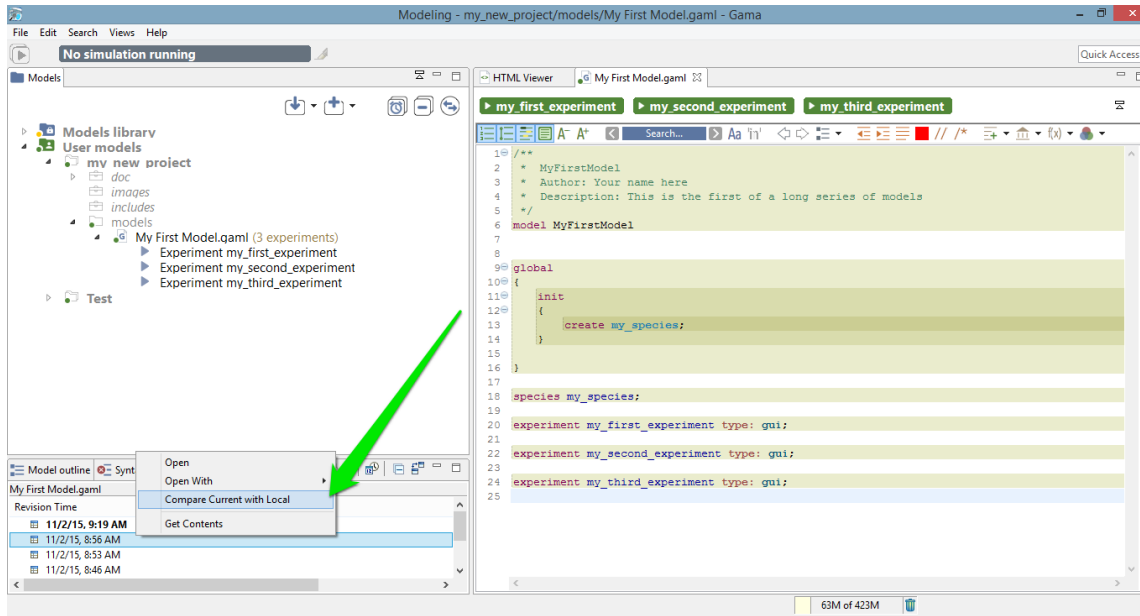 Modeling - my_new_project/models/My First Model.gaml - Gama
File Edit Search Views Help
No simulation running
Quick Access
Models
Models library
User models
my_new_project
doc
images
includes
models
My First Model.gaml (3 experiments)
Experiment my_first_experiment
Experiment my_second_experiment
Experiment my_third_experiment
Test
Model outline Synt
My First Model.gaml
Revision Time
11/2/15, 9:19 AM
11/2/15, 8:56 AM
11/2/15, 8:53 AM
11/2/15, 8:46 AM
Open
Open With
Compare Current with Local
Get Contents
HTML Viewer My First Model.gaml
my_first_experiment my_second_experiment my_third_experiment
A- A+ Search... Aa 'in' // /* f(x)
1 /**
2 * MyFirstModel
3 * Author: Your name here
4 * Description: This is the first of a long series of models
5 */
6 model MyFirstModel
7
8
9 global
10 {
11 init
12 {
13 create my_species;
14 }
15
16 }
17
18 species my_species;
19
20 experiment my_first_experiment type: gui;
21
22 experiment my_second_experiment type: gui;
23
24 experiment my_third_experiment type: gui;
25
63M of 423M